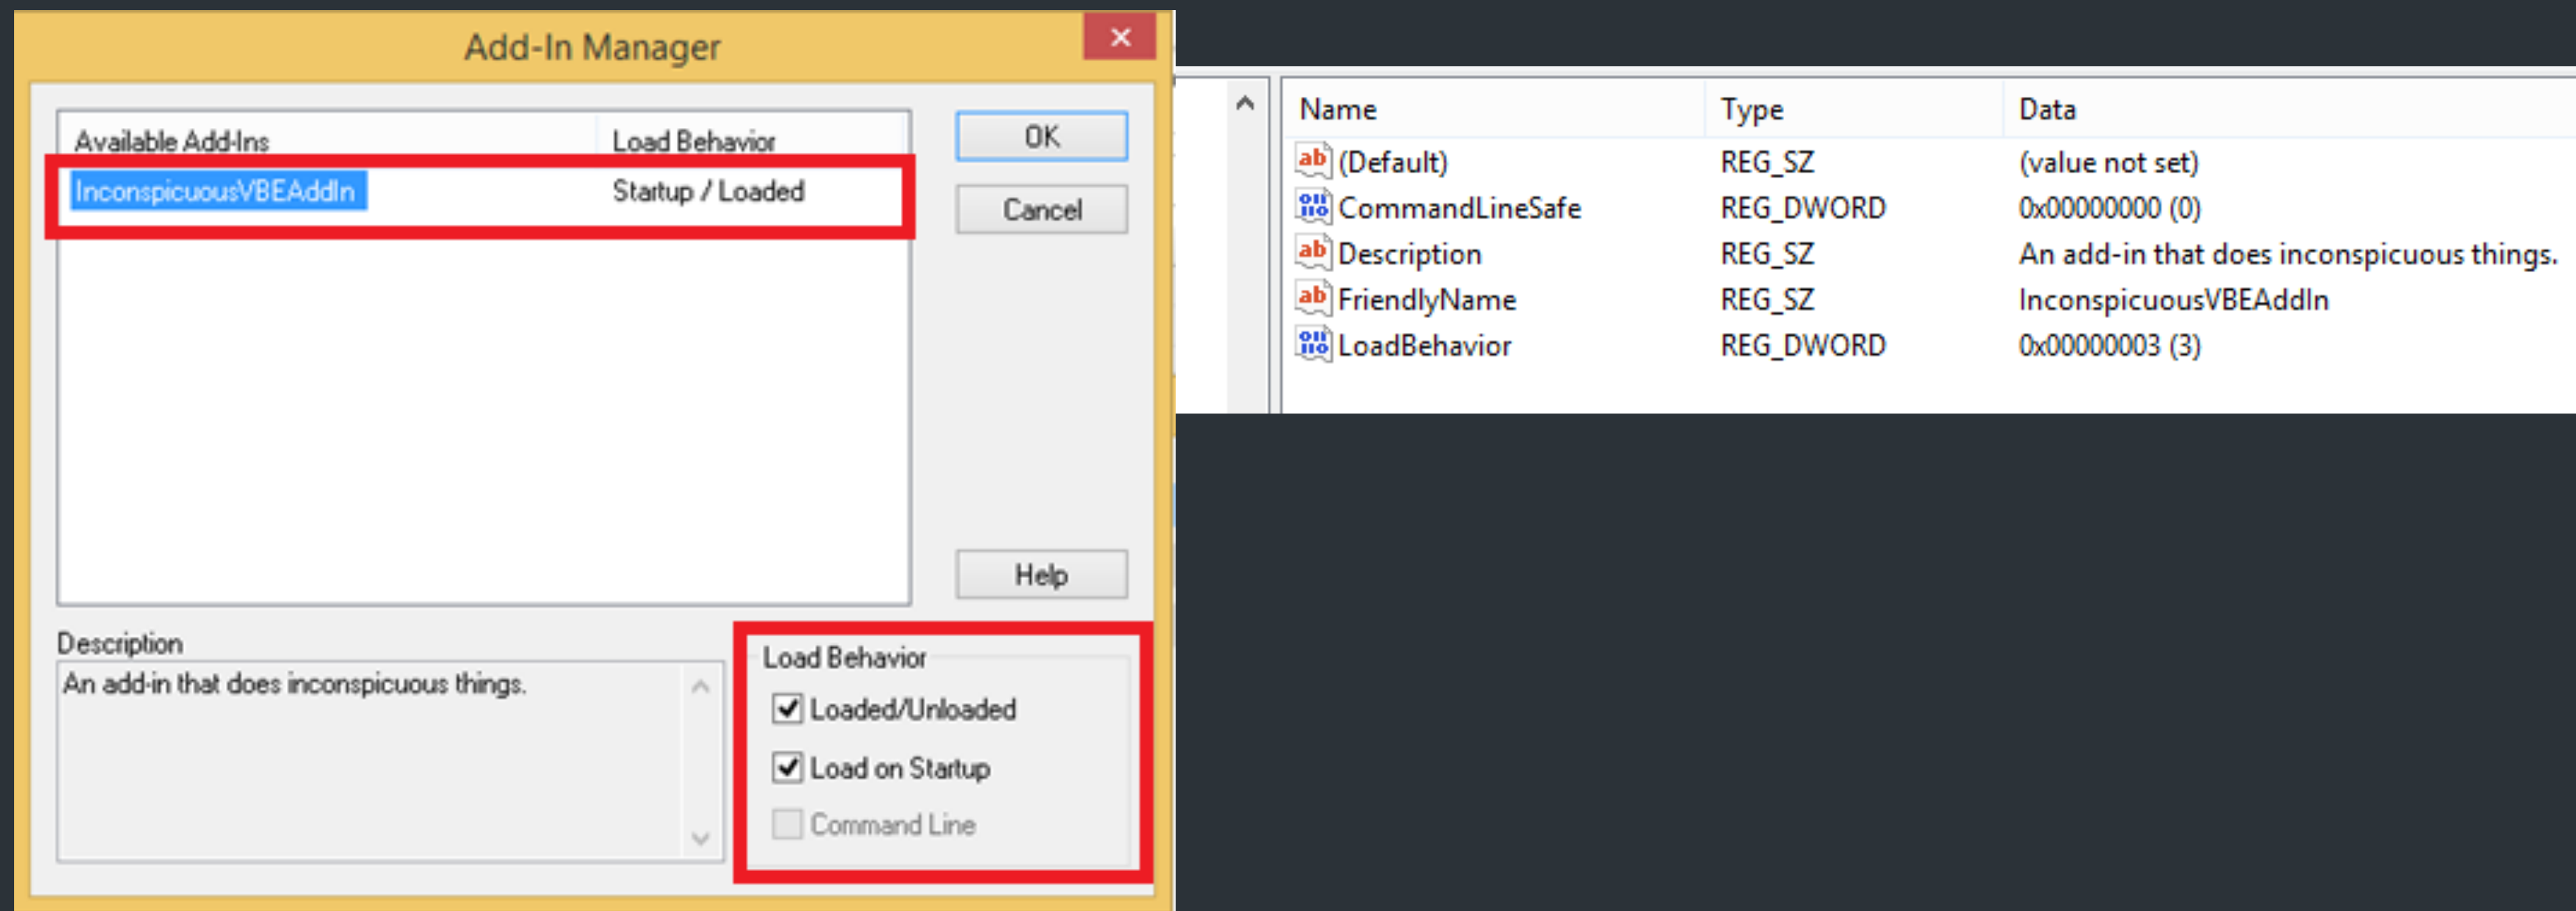 Add-In Manager
Available Add-Ins Load Behavior
InconspicuousVBEAddIn Startup / Loaded
OK
Cancel
Help
Description
An add-in that does inconspicuous things.
Load Behavior
Loaded/Unloaded
Load on Startup
Command Line
Name Type Data
(Default) REG_SZ (value not set)
CommandLineSafe REG_DWORD 0x00000000 (0)
Description REG_SZ An add-in that does inconspicuous things.
FriendlyName REG_SZ InconspicuousVBEAddIn
LoadBehavior REG_DWORD 0x00000003 (3)